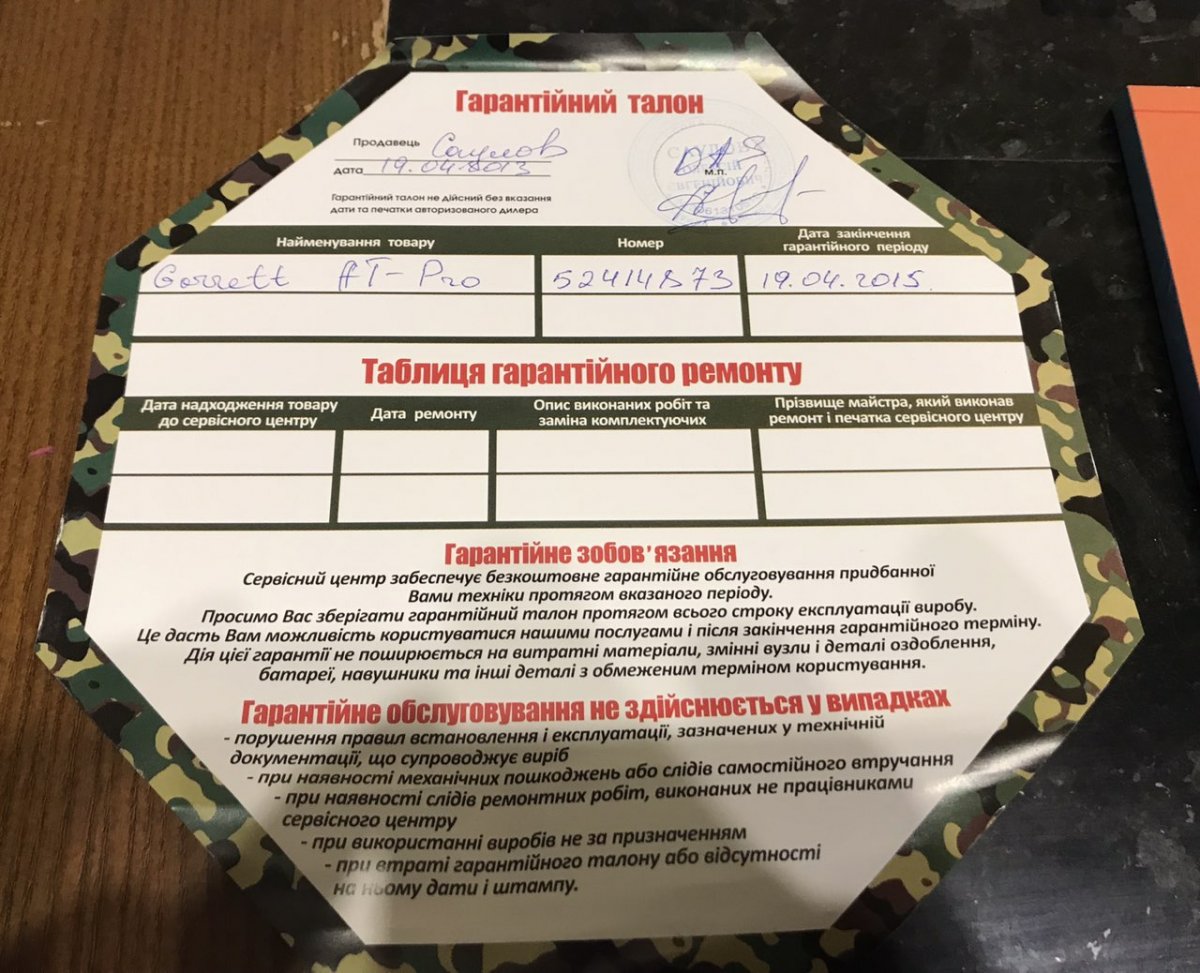 Гарантійний талон
Продавець Саулов
дата 19.04.2013
м.п.
Гарантійний талон не дійсний без вказання
дати та печатки авторизованого дилера
Найменування товару Номер Дата закінчення гарантійного періоду
Garrett AT-Pro 52414873 19.04.2015.
Таблиця гарантійного ремонту
Дата надходження товару до сервісного центру Дата ремонту Опис виконаних робіт та заміна комплектуючих Прізвище майстра, який виконав ремонт і печатка сервісного центру
Гарантійне зобов'язання
Сервісний центр забеспечує безкоштовне гарантійне обслуговування придбанної
Вами техніки протягом вказаного періоду.
Просимо Вас зберігати гарантійний талон протягом всього строку експлуатації виробу.
Це дасть Вам можливість користуватися нашими послугами і після закінчення гарантійного терміну.
Дія цієї гарантії не поширюється на витратні матеріали, змінні вузли і деталі оздоблення,
батареї, навушники та інші деталі з обмеженим терміном користування.
Гарантійне обслуговування не здійснюється у випадках
- порушення правил встановлення і експлуатації, зазначених у технічній
документації, що супроводжує виріб
- при наявності механічних пошкоджень або слідів самостійного втручання
- при наявності слідів ремонтних робіт, виконаних не працівниками
сервісного центру
- при використанні виробів не за призначенням
- при втраті гарантійного талону або відсутності
на ньому дати і штампу.